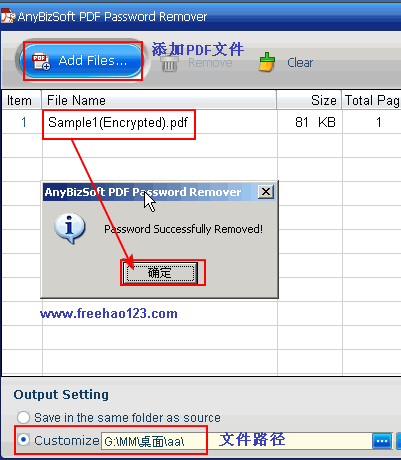 AnyBizSoft PDF Password Remover
Add Files...
添加PDF文件
Remove
Clear
Item File Name Size Total Pag
1 Sample1(Encrypted).pdf 81 KB 1
AnyBizSoft PDF Password Remover
Password Successfully Removed!
确定
www.freehao123.com
Output Setting
Save in the same folder as source
Customize G:\MM\桌面\aa\ 文件路径 ...